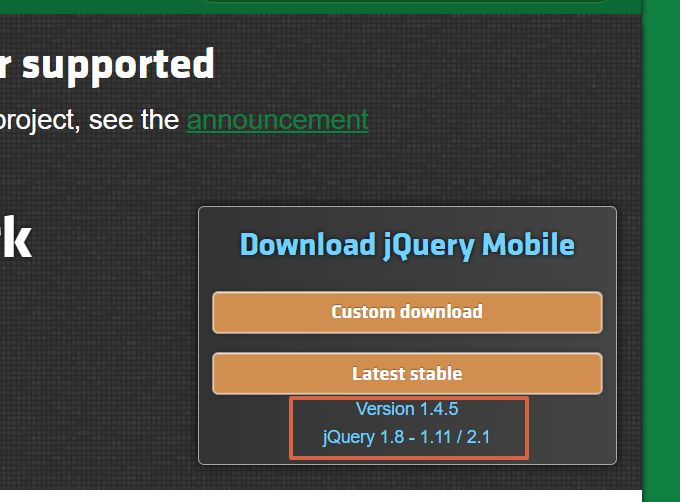 r supported
project, see the announcement
rk
Download jQuery Mobile
Custom download
Latest stable
Version 1.4.5
jQuery 1.8 - 1.11 / 2.1